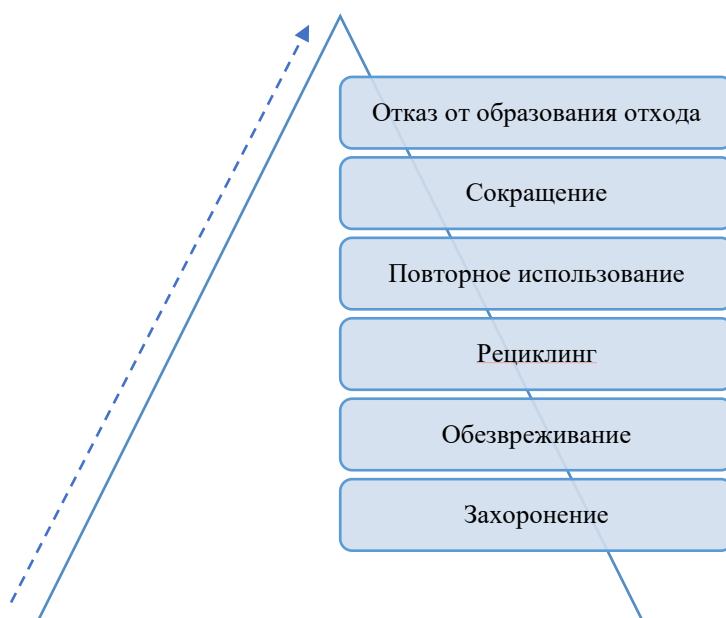 Отказ от образования отхода
Сокращение
Повторное использование
Рециклинг
Обезвреживание
Захоронение